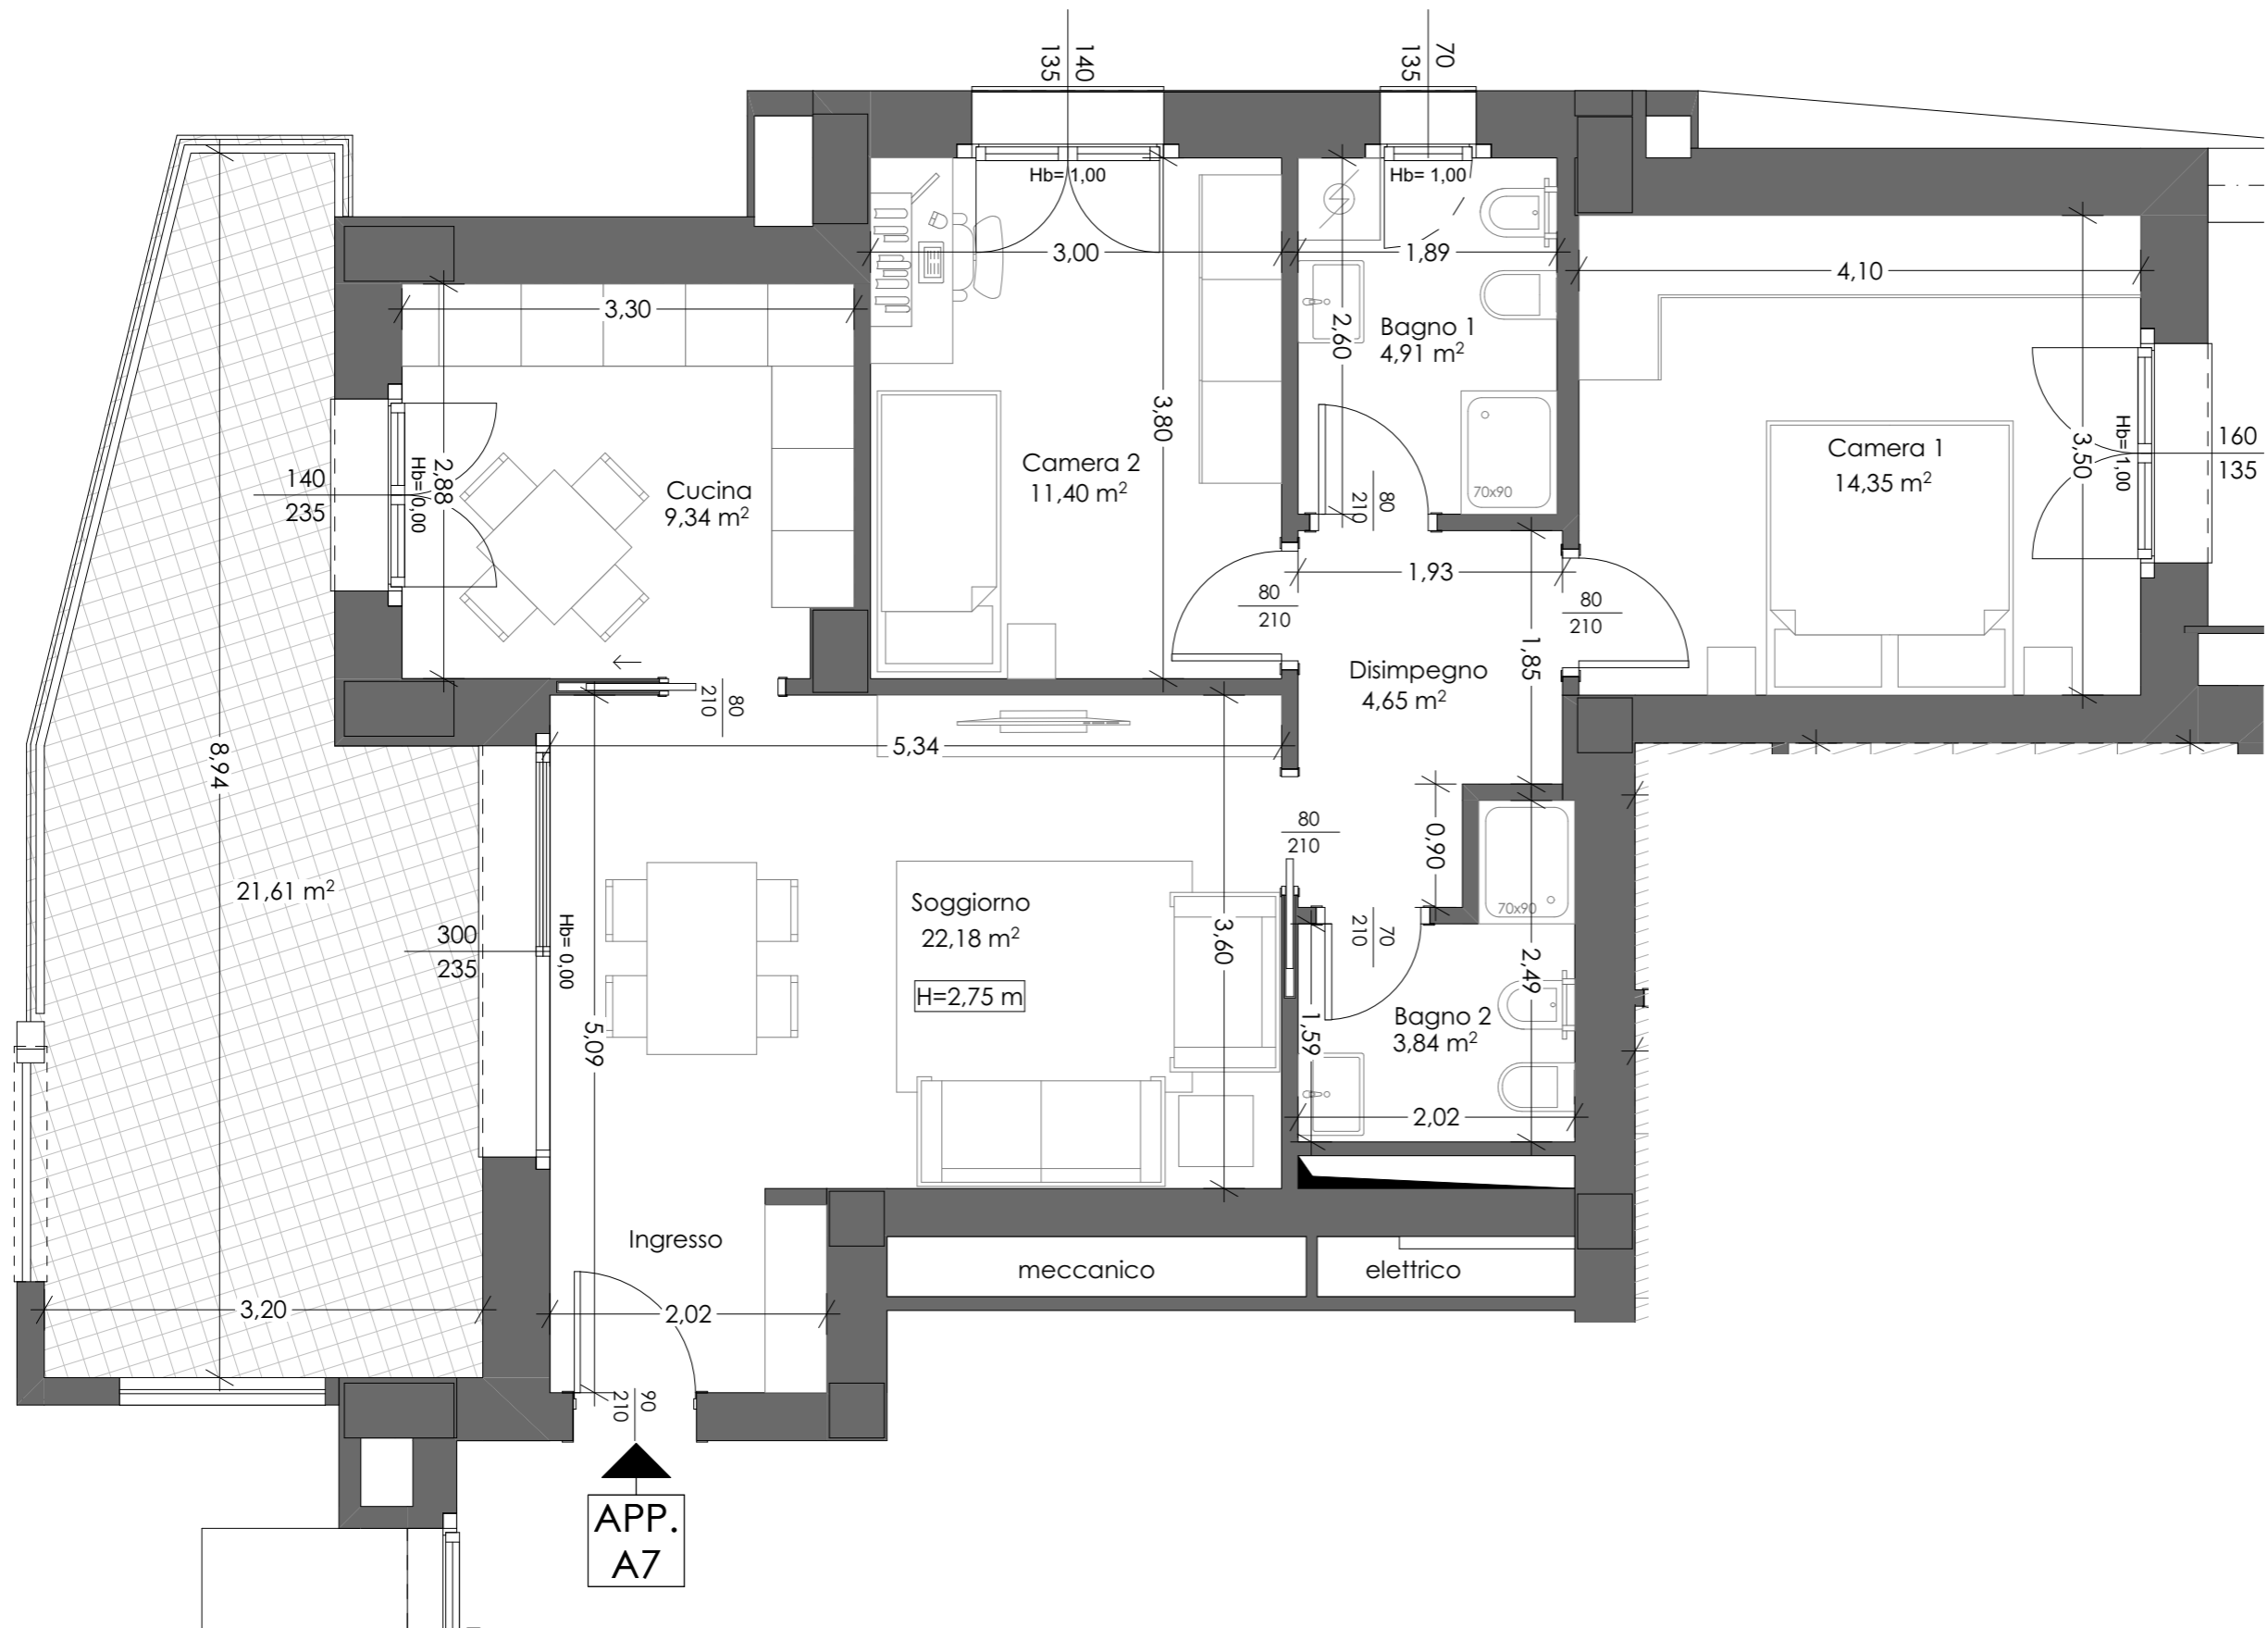 140
135
70
135
Hb= 1,00
Hb= 1,00
3,00
1,89
4,10
3,30
2,60
Bagno 1
4,91 m²
3,80
Camera 2
11,40 m²
Camera 1
14,35 m²
3,50
Hb=1,00
160
135
140
235
Hb= 0,00
2,88
Cucina
9,34 m²
70x90
80
210
1,93
80
210
80
210
1,85
Disimpegno
4,65 m²
80
210
5,34
8,94
80
210
0,90
21,61 m²
300
235
Hb= 0,00
Soggiorno
22,18 m²
H=2,75 m
3,60
70x90
70
210
2,49
5,09
1,59
Bagno 2
3,84 m²
2,02
Ingresso
meccanico
elettrico
3,20
2,02
90
210
APP.
A7